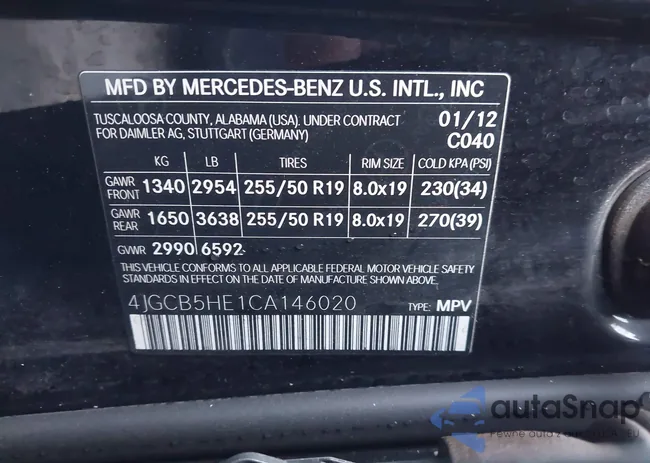 MFD BY MERCEDES-BENZ U.S. INTL., INC
TUSCALOOSA COUNTY, ALABAMA (USA). UNDER CONTRACT 01/12
FOR DAIMLER AG, STUTTGART (GERMANY) C040
KG LB TIRES RIM SIZE COLD KPA(PSI)
GAWR FRONT 1340 2954 255/50 R19 8.0x19 230(34)
GAWR REAR 1650 3638 255/50 R19 8.0x19 270(39)
GVWR 2990 6592
THIS VEHICLE CONFORMS TO ALL APPLICABLE FEDERAL MOTOR VEHICLE SAFETY
STANDARDS IN EFFECT ON THE DATE OF MANUFACTURE SHOWN ABOVE.
4JGCB5HE1CA146020 TYPE: MPV
autaSnap
Pewne auta z